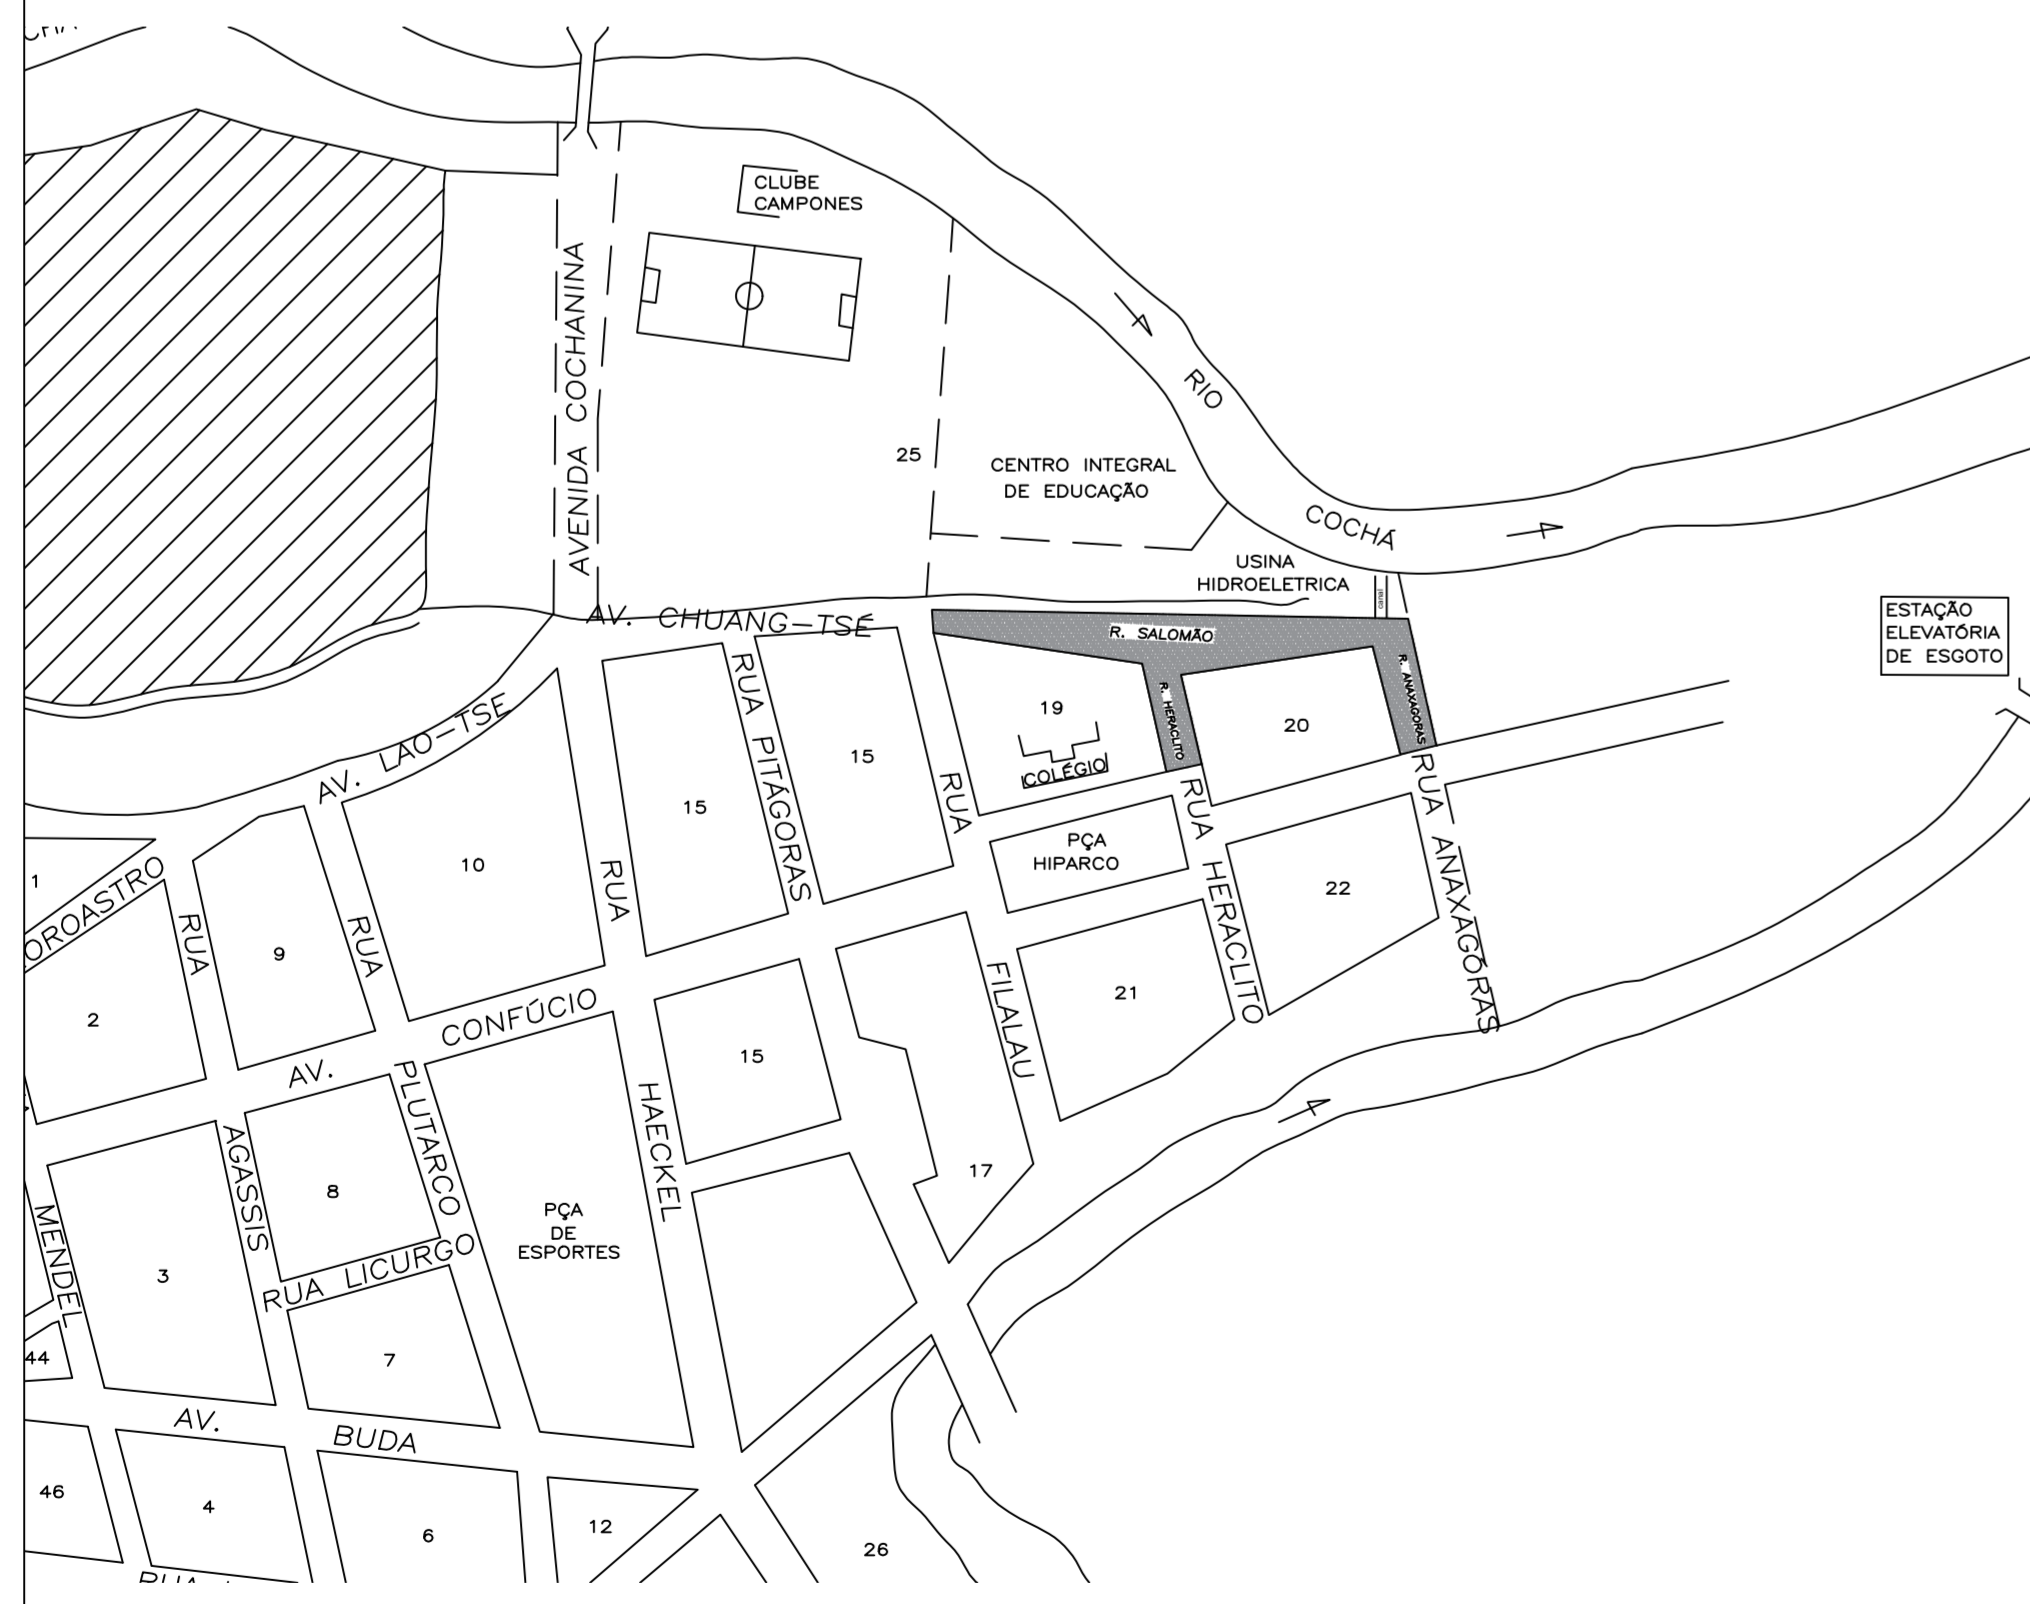 CLUBE
CAMPONES
AVENIDA COCHANINA
RIO
25
CENTRO INTEGRAL
DE EDUCAÇÃO
COCHÁ
USINA
HIDROELETRICA
canal
ESTAÇÃO
ELEVATÓRIA
DE ESGOTO
AV. CHUANG-TSÉ
R. SALOMÃO
R. HERACLITO
R. ANAXAGORAS
19
COLÉGIO
20
AV. LAO-TSE
RUA PITÁGORAS
15
15
10
RUA HAECKEL
RUA FILALAU
PÇA
HIPARCO
RUA HERACLITO
RUA ANAXAGÓRAS
22
21
1
OROASTRO
RUA AGASSIS
9
RUA PLUTARCO
2
AV. CONFÚCIO
15
17
MENDEL
3
8
RUA LICURGO
PÇA
DE
ESPORTES
44
7
AV. BUDA
46
4
6
12
26